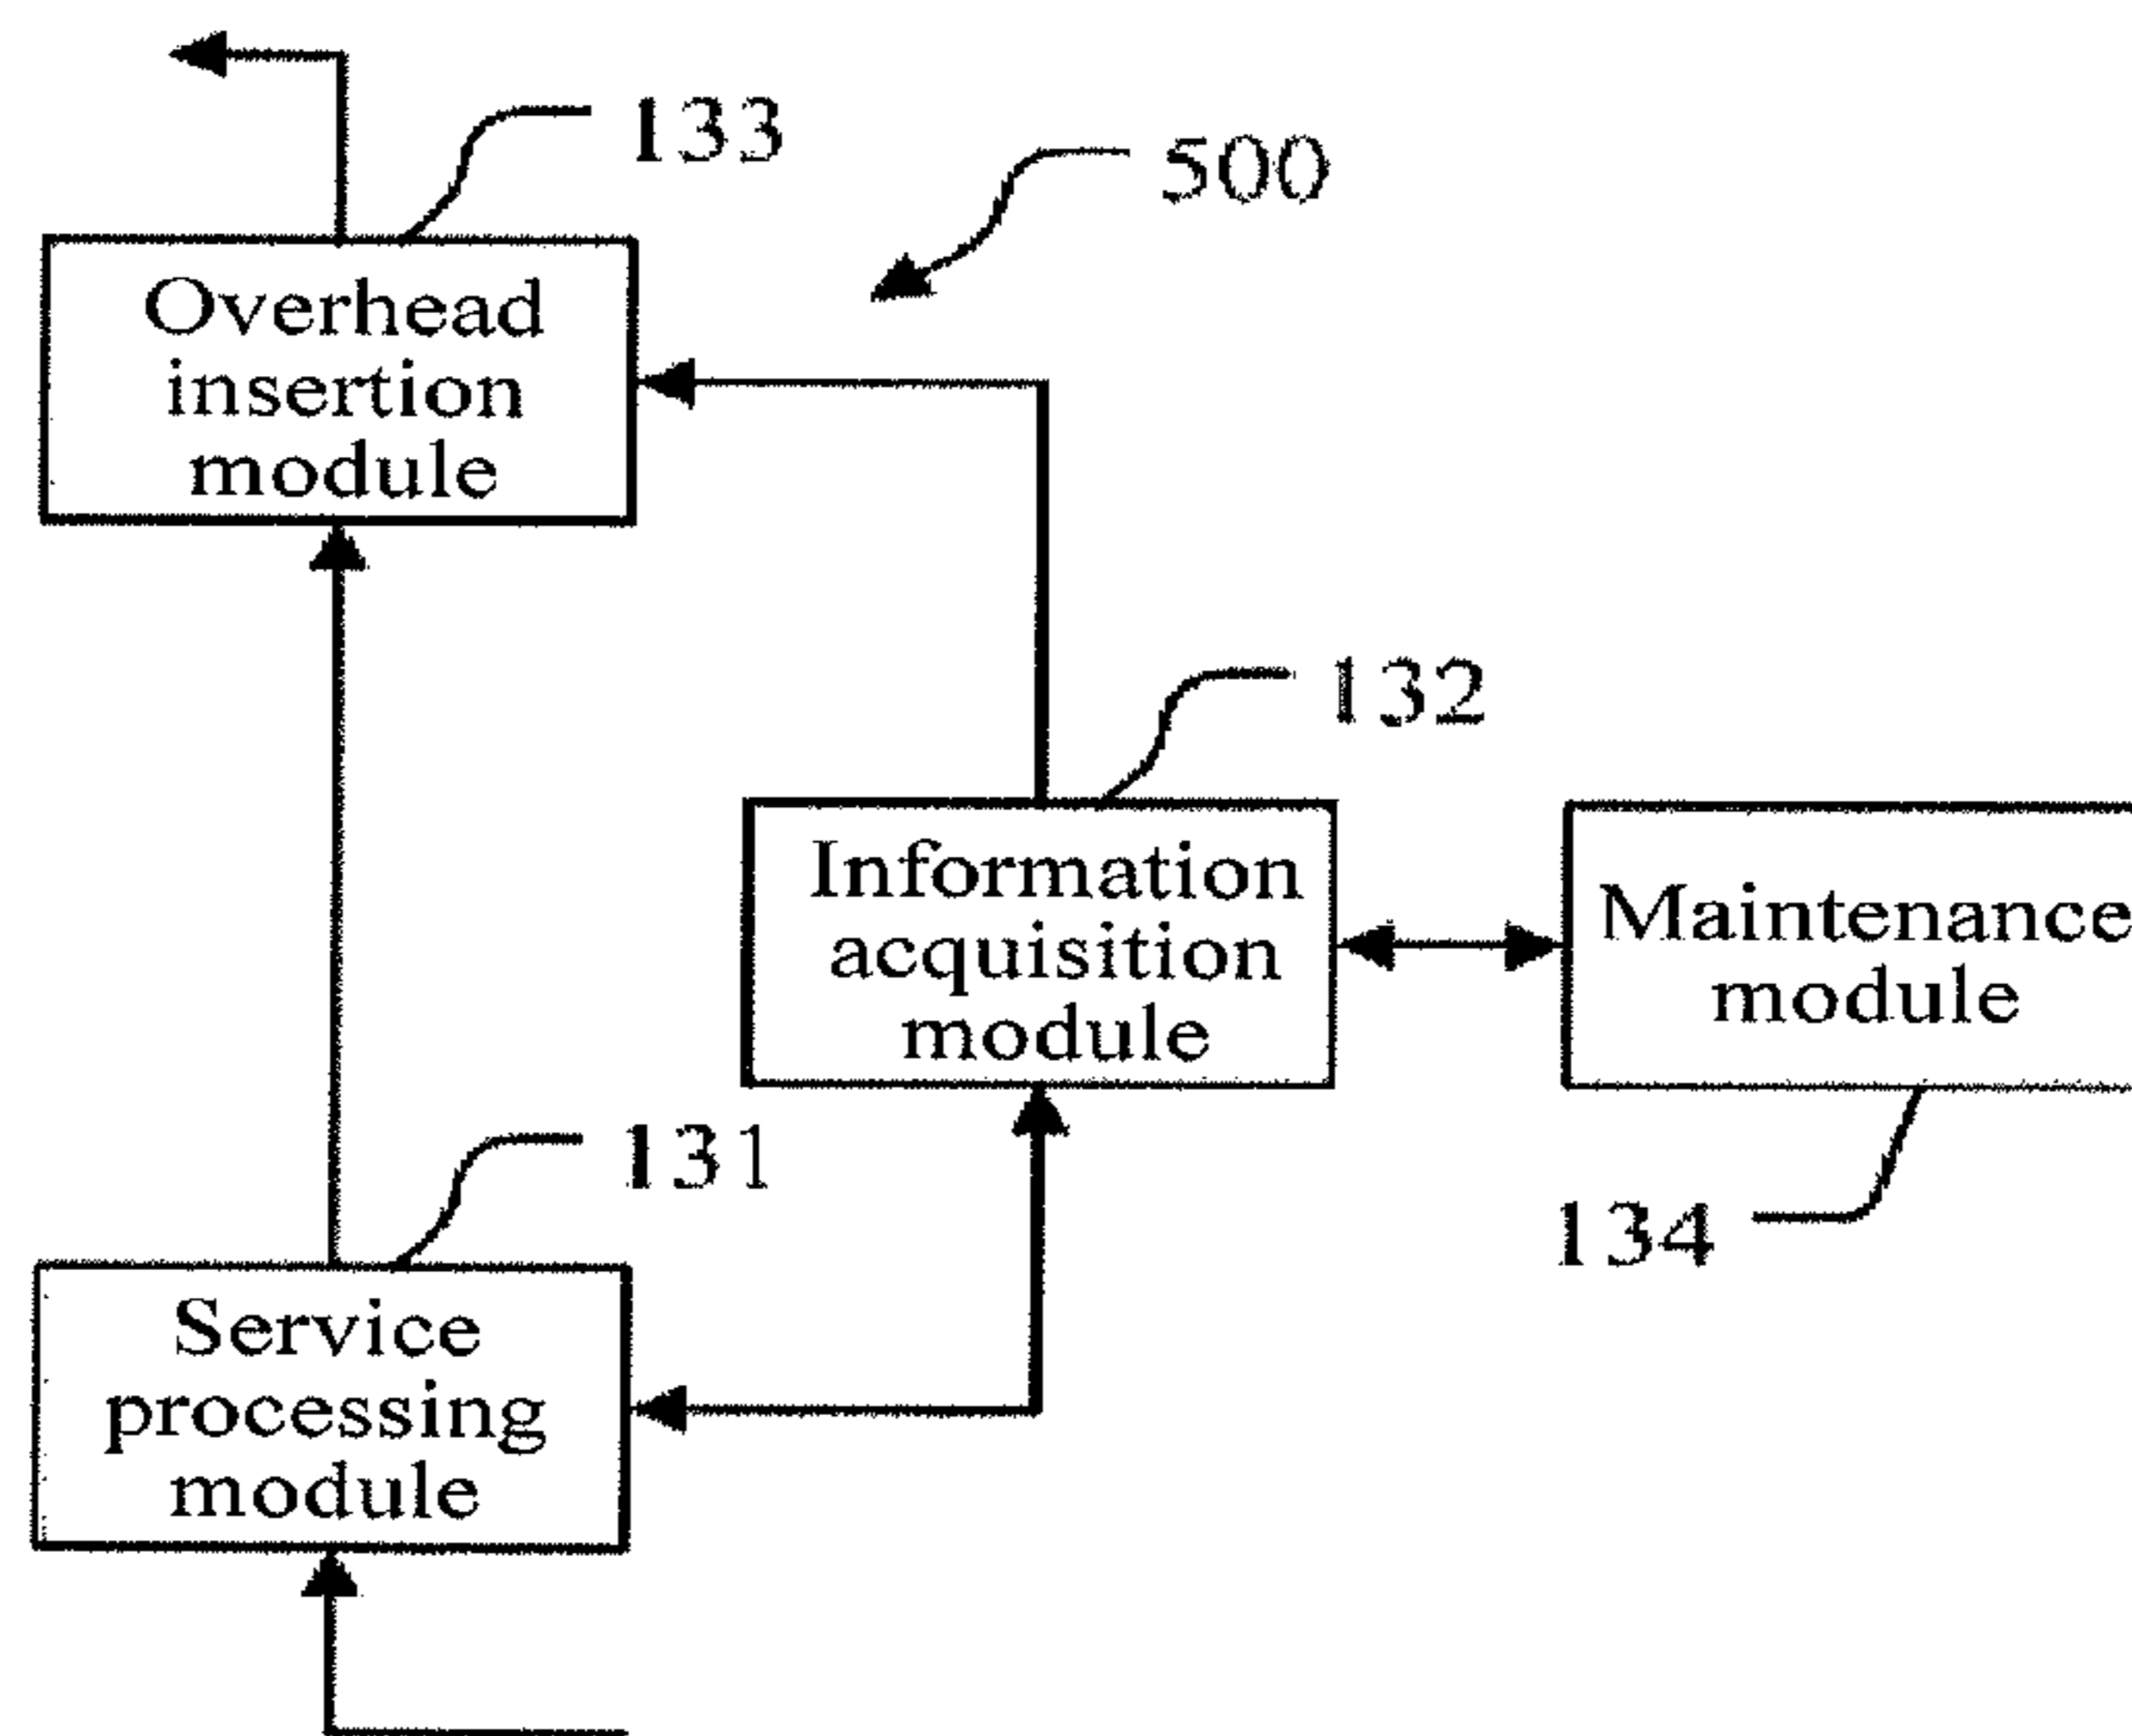 133
500
Overhead
insertion
module
132
Information
acquisition
module
Maintenance
module
131
134
Service
processing
module